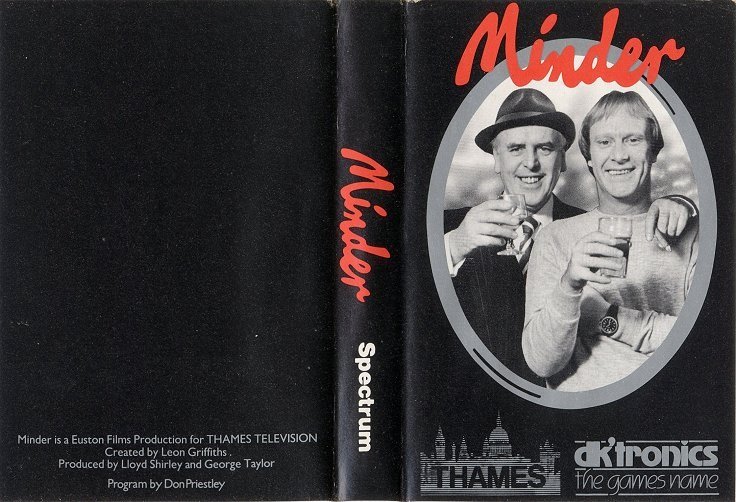 Minder is a Euston Films Production for THAMES TELEVISION
Created by Leon Griffiths .
Produced by Lloyd Shirley and George Taylor
Program by Don Priestley
Minder
Spectrum
Minder
THAMES
dk'tronics
the games name